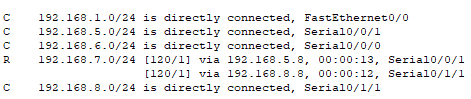 C 192.168.1.0/24 is directly connected, FastEthernet0/0
C 192.168.5.0/24 is directly connected, Serial0/0/1
C 192.168.6.0/24 is directly connected, Serial0/0/0
R 192.168.7.0/24 [120/1] via 192.168.5.8, 00:00:13, Serial0/0/1
[120/1] via 192.168.8.8, 00:00:12, Serial0/1/1
C 192.168.8.0/24 is directly connected, Serial0/1/1